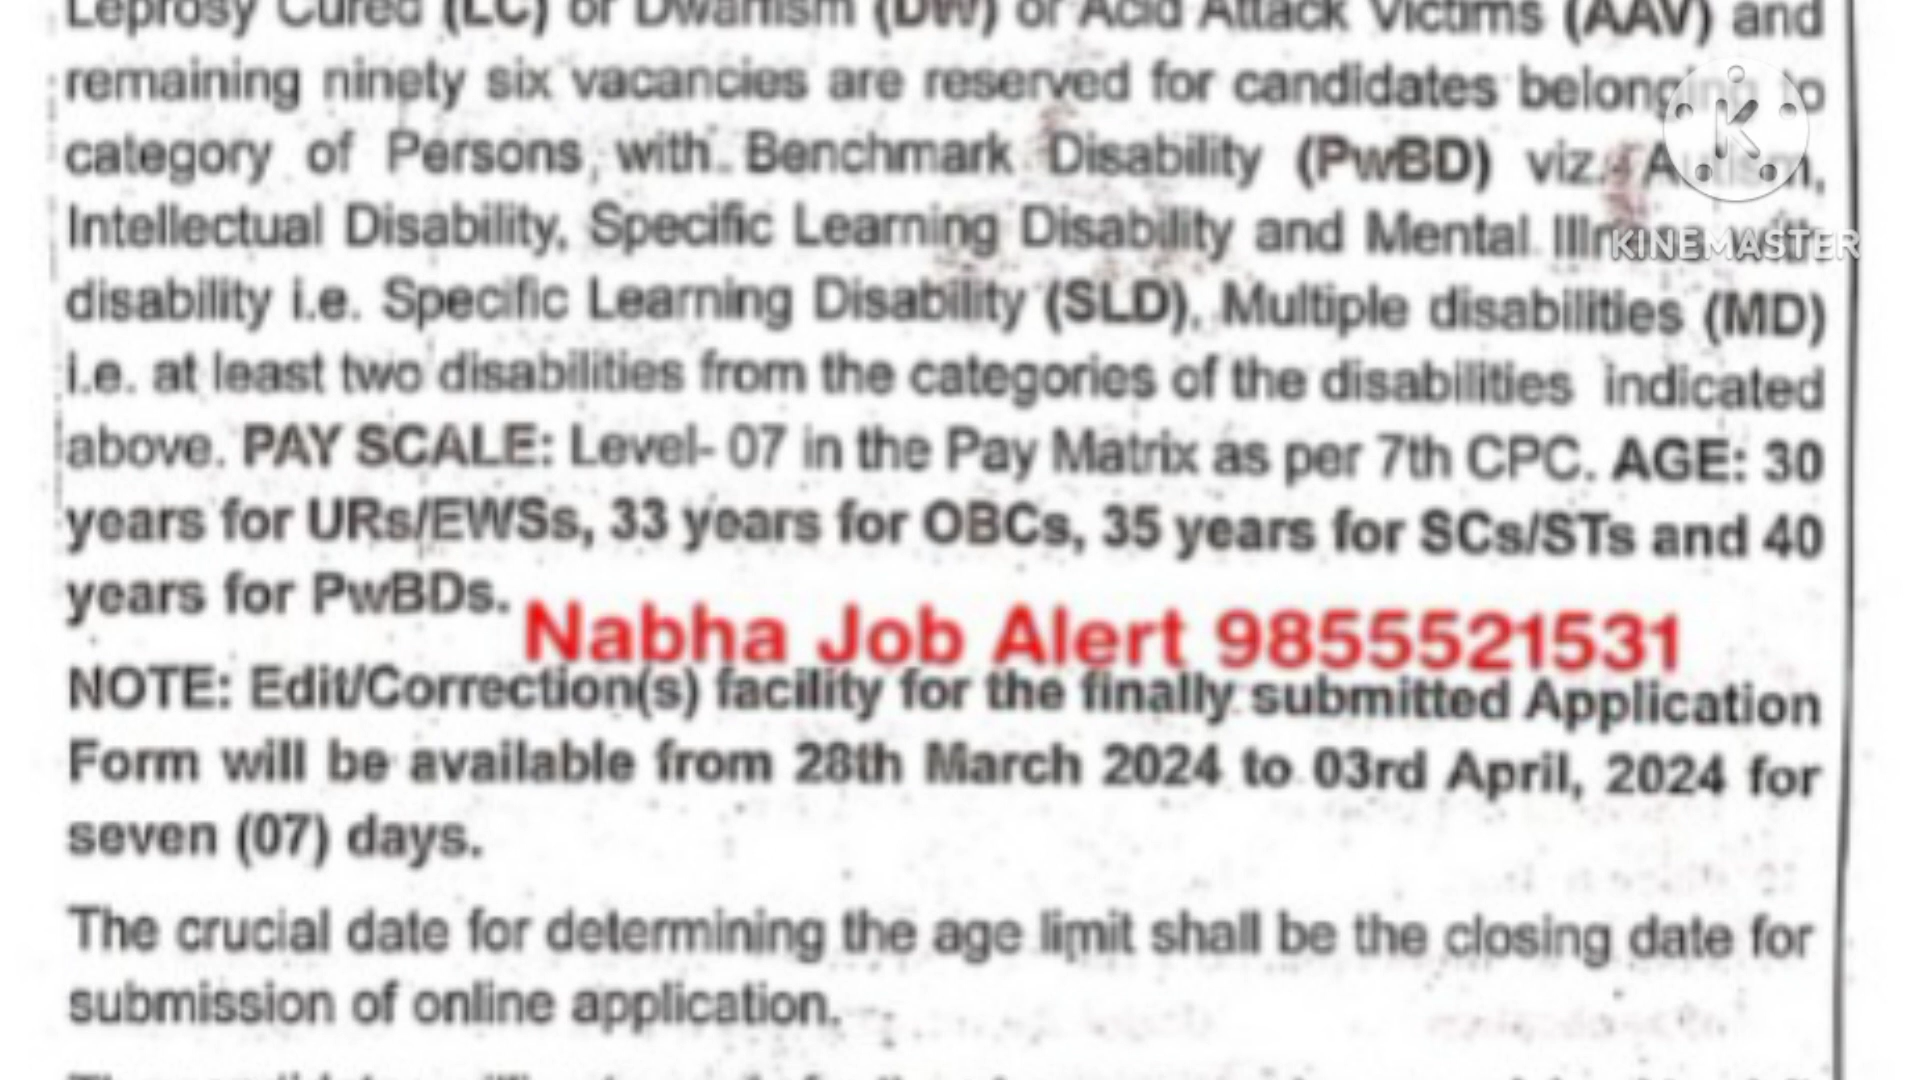 Leprosy Cured (LC) or Dwarfism (DW) or Acid Attack Victims (AAV) and
remaining ninety six vacancies are reserved for candidates belonging to
category of Persons with Benchmark Disability (PwBD) viz. Autism,
Intellectual Disability, Specific Learning Disability and Mental Illness with
disability i.e. Specific Learning Disability (SLD), Multiple disabilities (MD)
i.e. at least two disabilities from the categories of the disabilities indicated
above. PAY SCALE: Level- 07 in the Pay Matrix as per 7th CPC. AGE: 30
years for URs/EWSs, 33 years for OBCs, 35 years for SCs/STs and 40
years for PwBDs.
Nabha Job Alert 9855521531
NOTE: Edit/Correction(s) facility for the finally submitted Application
Form will be available from 28th March 2024 to 03rd April, 2024 for
seven (07) days.
The crucial date for determining the age limit shall be the closing date for
submission of online application.
K
KINEMASTER